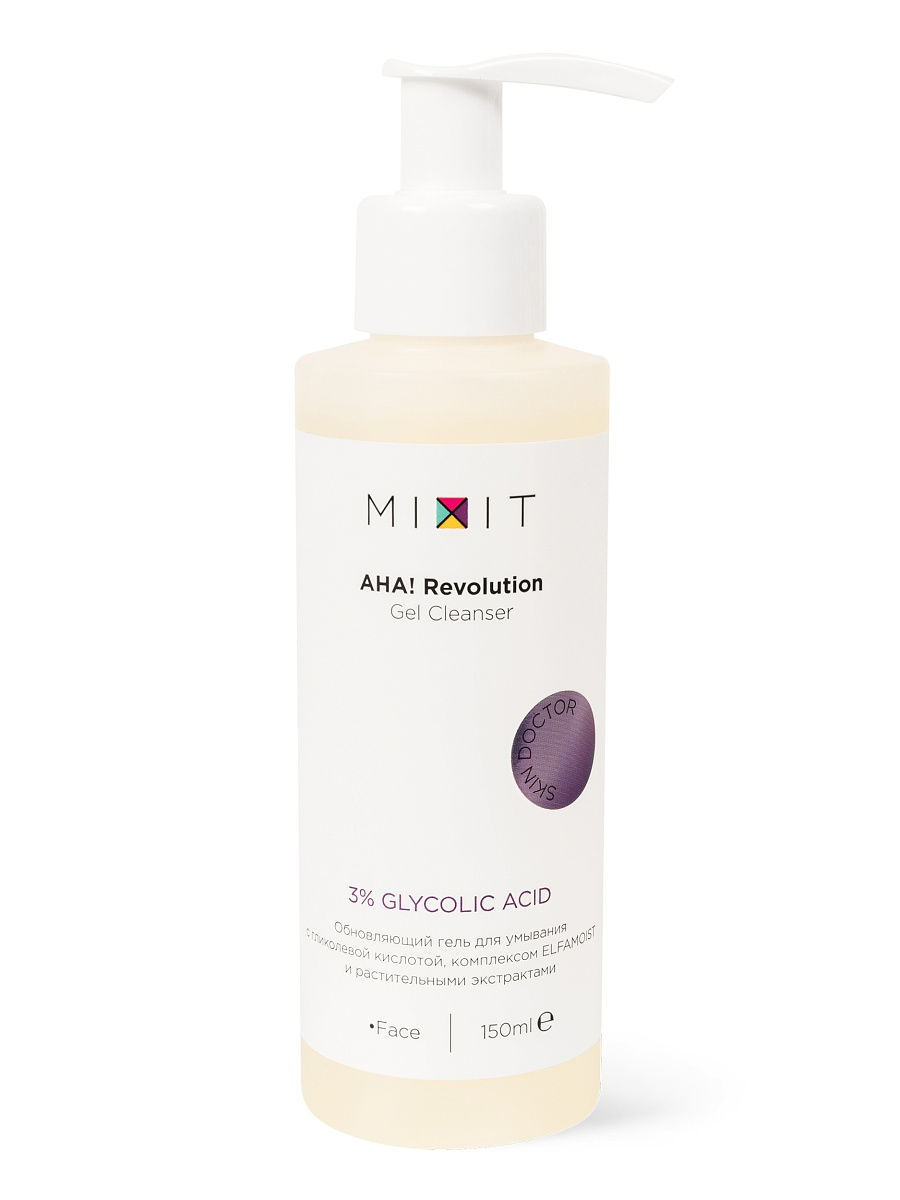 MIXIT
AHA! Revolution
Gel Cleanser
SKIN DOCTOR
3% GLYCOLIC ACID
Обновляющий гель для умывания
с гликолевой кислотой, комплексом ELFAMOIST
и растительными экстрактами
•Face | 150ml ℮